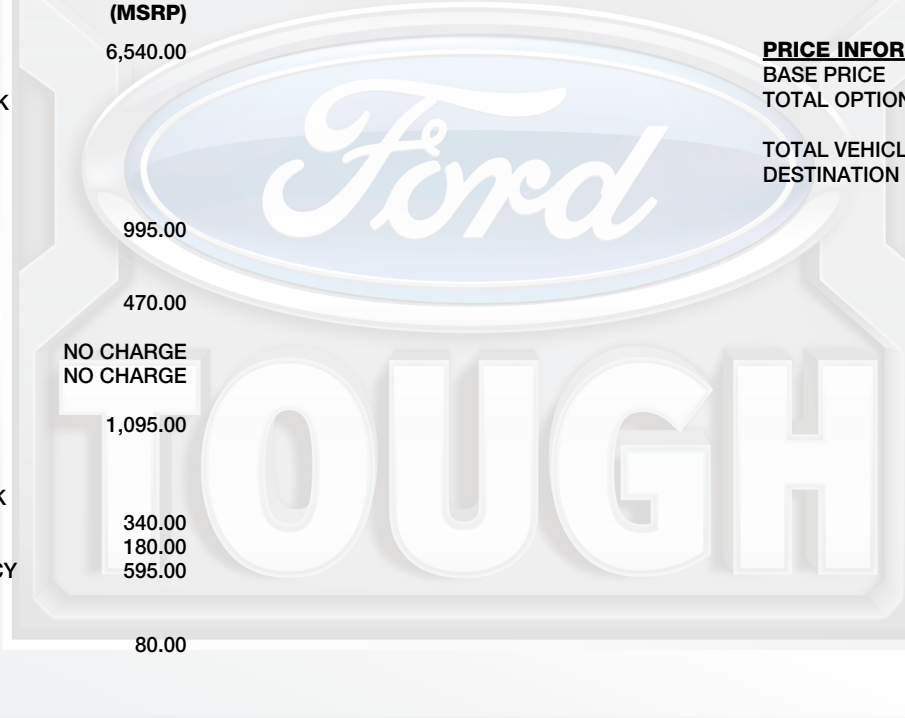 (MSRP)
6,540.00
K
995.00
470.00
NO CHARGE
NO CHARGE
1,095.00
K
340.00
180.00
CY 595.00
80.00
PRICE INFOR
BASE PRICE
TOTAL OPTION
TOTAL VEHICL
DESTINATION
Ford
TOUGH